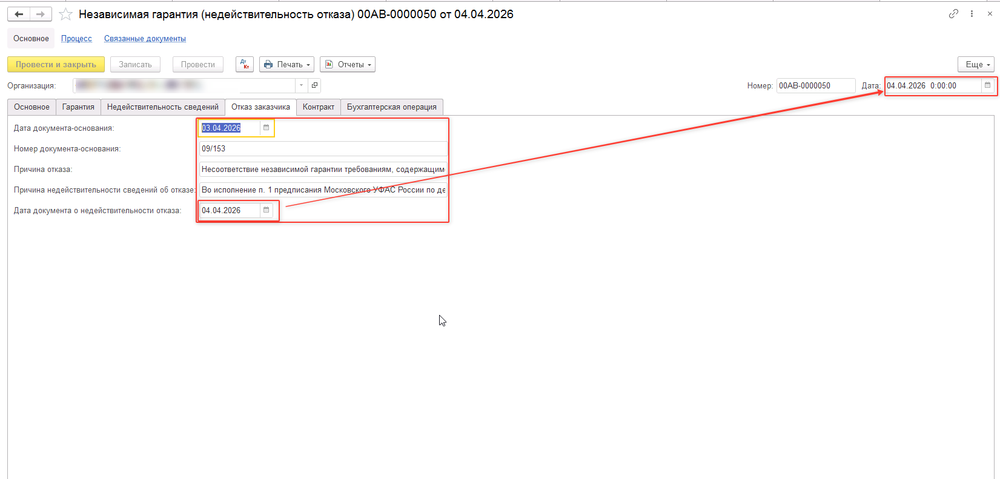 Независимая гарантия (недействительность отказа) 00АВ-0000050 от 04.04.2026
Основное Процесс Связанные документы
Провести и закрыть Записать Провести Дт Кт Печать Отчеты Еще
Организация: Номер: 00АВ-0000050 Дата: 04.04.2026 0:00:00
Основное Гарантия Недействительность сведений Отказ заказчика Контракт Бухгалтерская операция
Дата документа-основания: 03.04.2026
Номер документа-основания: 09/153
Причина отказа: Несоответствие независимой гарантии требованиям, содержащим
Причина недействительности сведений об отказе: Во исполнение п. 1 предписания Московского УФАС России по де
Дата документа о недействительности отказа: 04.04.2026